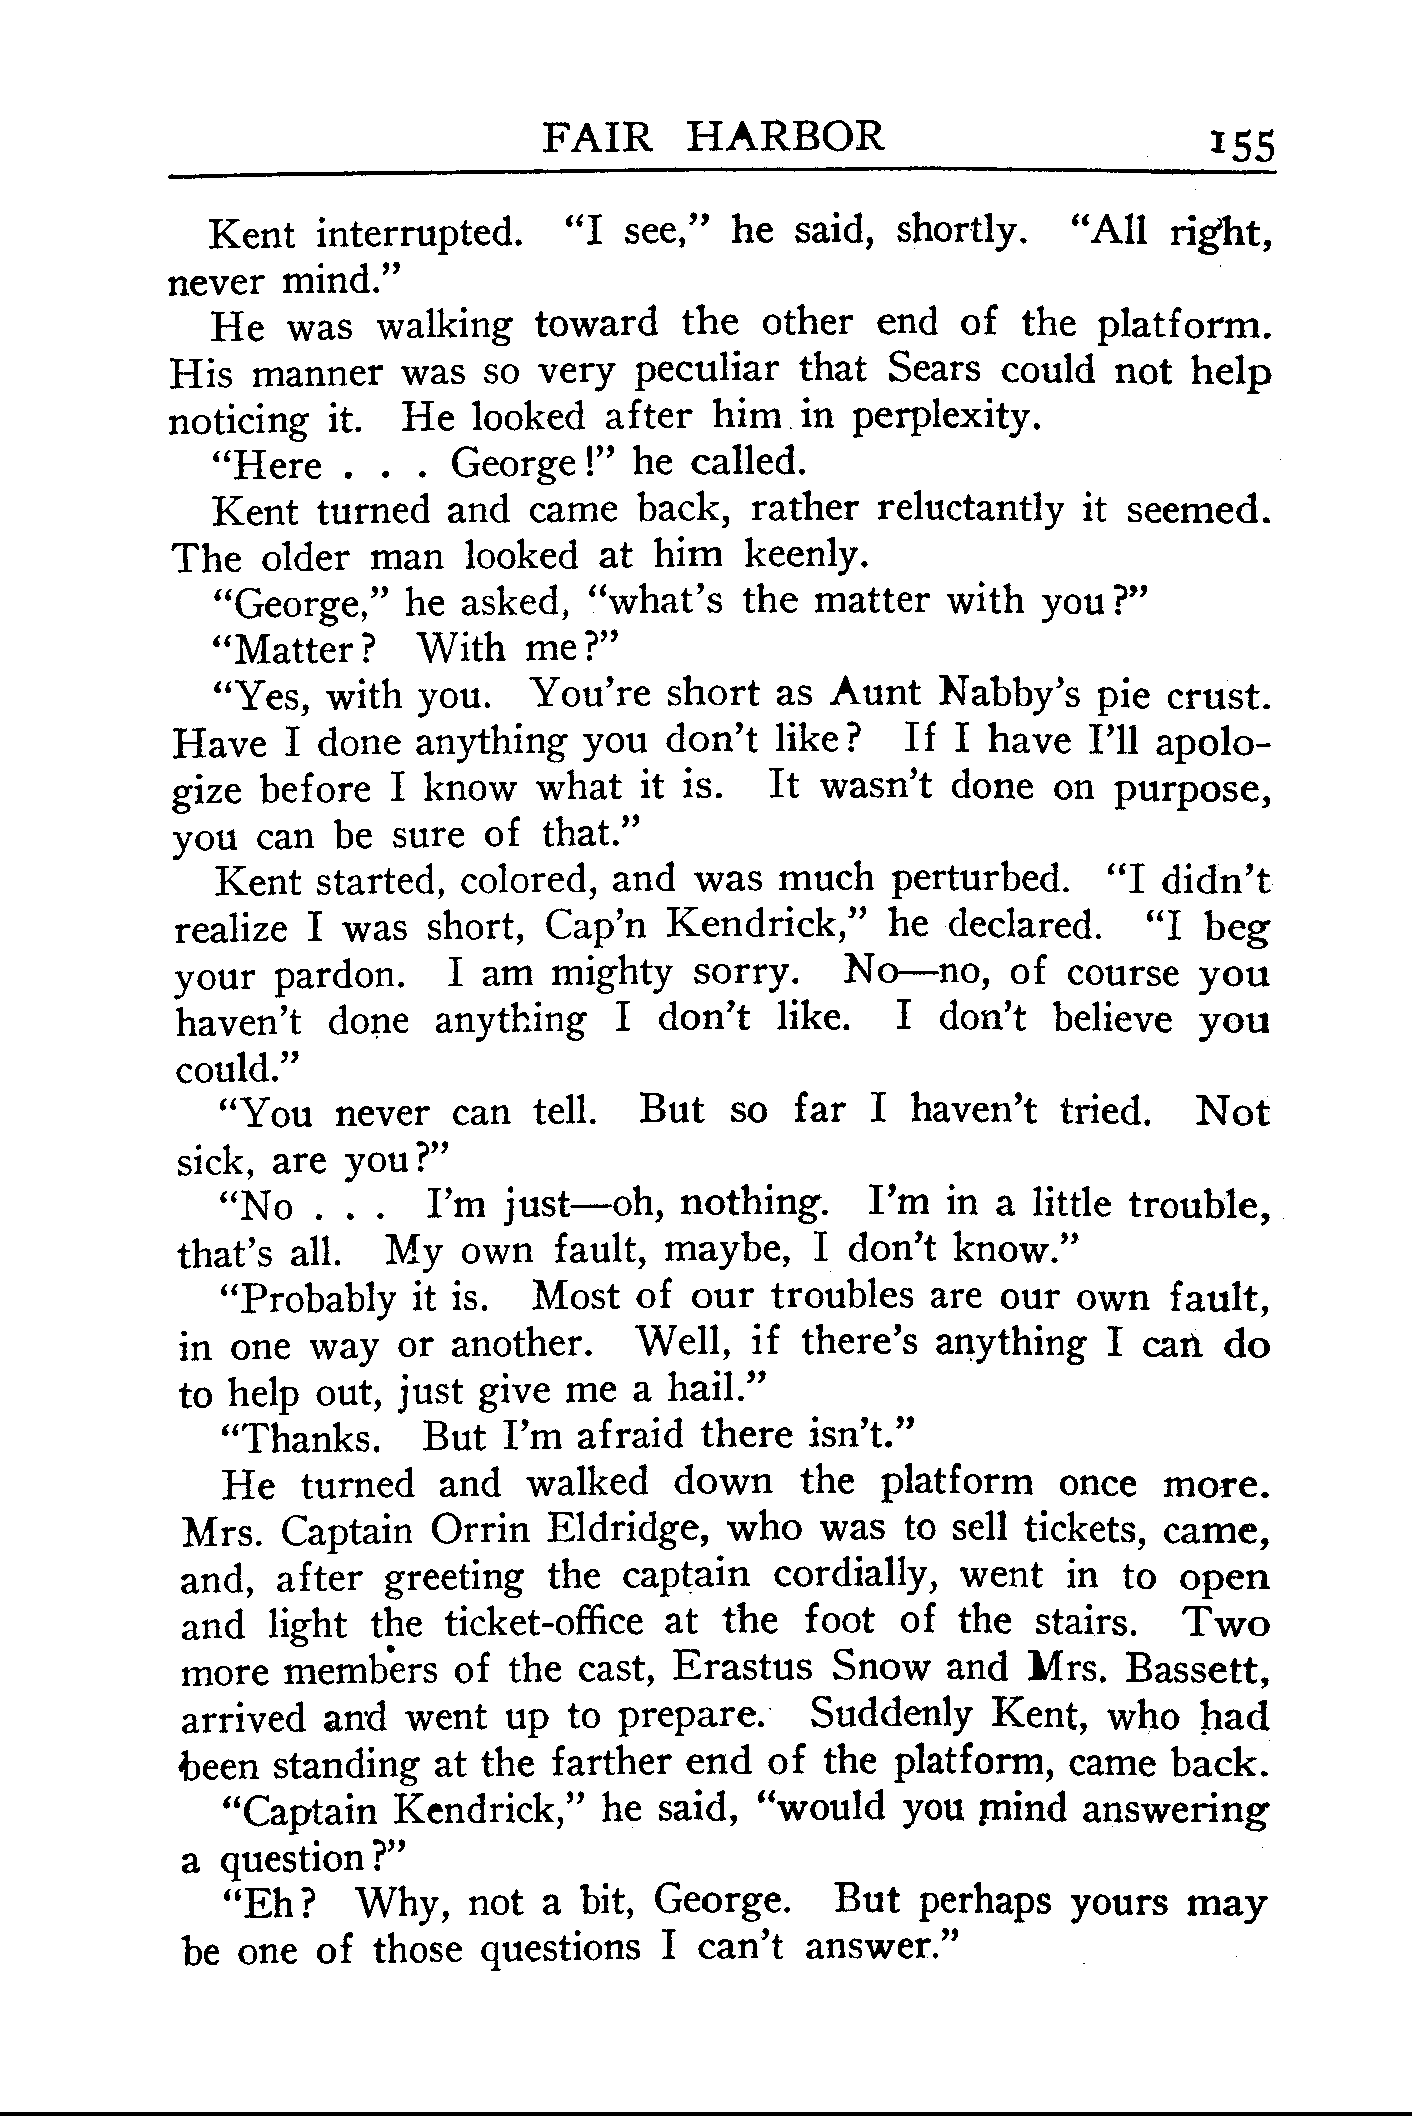 FAIR HARBOR 155
Kent interrupted. “I see,” he said, shortly. “All right,
never mind.”
He was walking toward the other end of the platform.
His manner was so very peculiar that Sears could not help
noticing it. He looked after him in perplexity.
“Here . . . George!” he called.
Kent turned and came back, rather reluctantly it seemed.
The older man looked at him keenly.
“George,” he asked, “what’s the matter with you?”
“Matter? With me?”
“Yes, with you. You’re short as Aunt Nabby’s pie crust.
Have I done anything you don’t like? If I have I’ll apolo-
gize before I know what it is. It wasn’t done on purpose,
you can be sure of that.”
Kent started, colored, and was much perturbed. “I didn’t
realize I was short, Cap’n Kendrick,” he declared. “I beg
your pardon. I am mighty sorry. No—no, of course you
haven’t done anything I don’t like. I don’t believe you
could.”
“You never can tell. But so far I haven’t tried. Not
sick, are you?”
“No . . . I’m just—oh, nothing. I’m in a little trouble,
that’s all. My own fault, maybe, I don’t know.”
“Probably it is. Most of our troubles are our own fault,
in one way or another. Well, if there’s anything I can do
to help out, just give me a hail.”
“Thanks. But I’m afraid there isn’t.”
He turned and walked down the platform once more.
Mrs. Captain Orrin Eldridge, who was to sell tickets, came,
and, after greeting the captain cordially, went in to open
and light the ticket-office at the foot of the stairs. Two
more members of the cast, Erastus Snow and Mrs. Bassett,
arrived and went up to prepare. Suddenly Kent, who had
been standing at the farther end of the platform, came back.
“Captain Kendrick,” he said, “would you mind answering
a question?”
“Eh? Why, not a bit, George. But perhaps yours may
be one of those questions I can’t answer.”